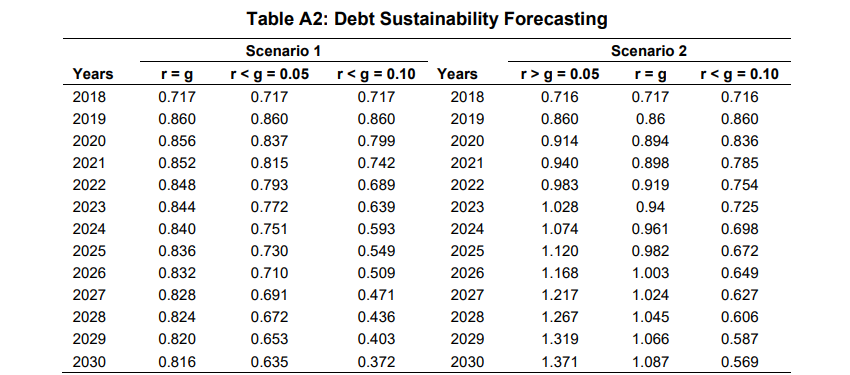 Table A2: Debt Sustainability Forecasting
Scenario 1 Scenario 2
Years r = g r < g = 0.05 r < g = 0.10 Years r > g = 0.05 r = g r < g = 0.10
2018 0.717 0.717 0.717 2018 0.716 0.717 0.716
2019 0.860 0.860 0.860 2019 0.860 0.86 0.860
2020 0.856 0.837 0.799 2020 0.914 0.894 0.836
2021 0.852 0.815 0.742 2021 0.940 0.898 0.785
2022 0.848 0.793 0.689 2022 0.983 0.919 0.754
2023 0.844 0.772 0.639 2023 1.028 0.94 0.725
2024 0.840 0.751 0.593 2024 1.074 0.961 0.698
2025 0.836 0.730 0.549 2025 1.120 0.982 0.672
2026 0.832 0.710 0.509 2026 1.168 1.003 0.649
2027 0.828 0.691 0.471 2027 1.217 1.024 0.627
2028 0.824 0.672 0.436 2028 1.267 1.045 0.606
2029 0.820 0.653 0.403 2029 1.319 1.066 0.587
2030 0.816 0.635 0.372 2030 1.371 1.087 0.569